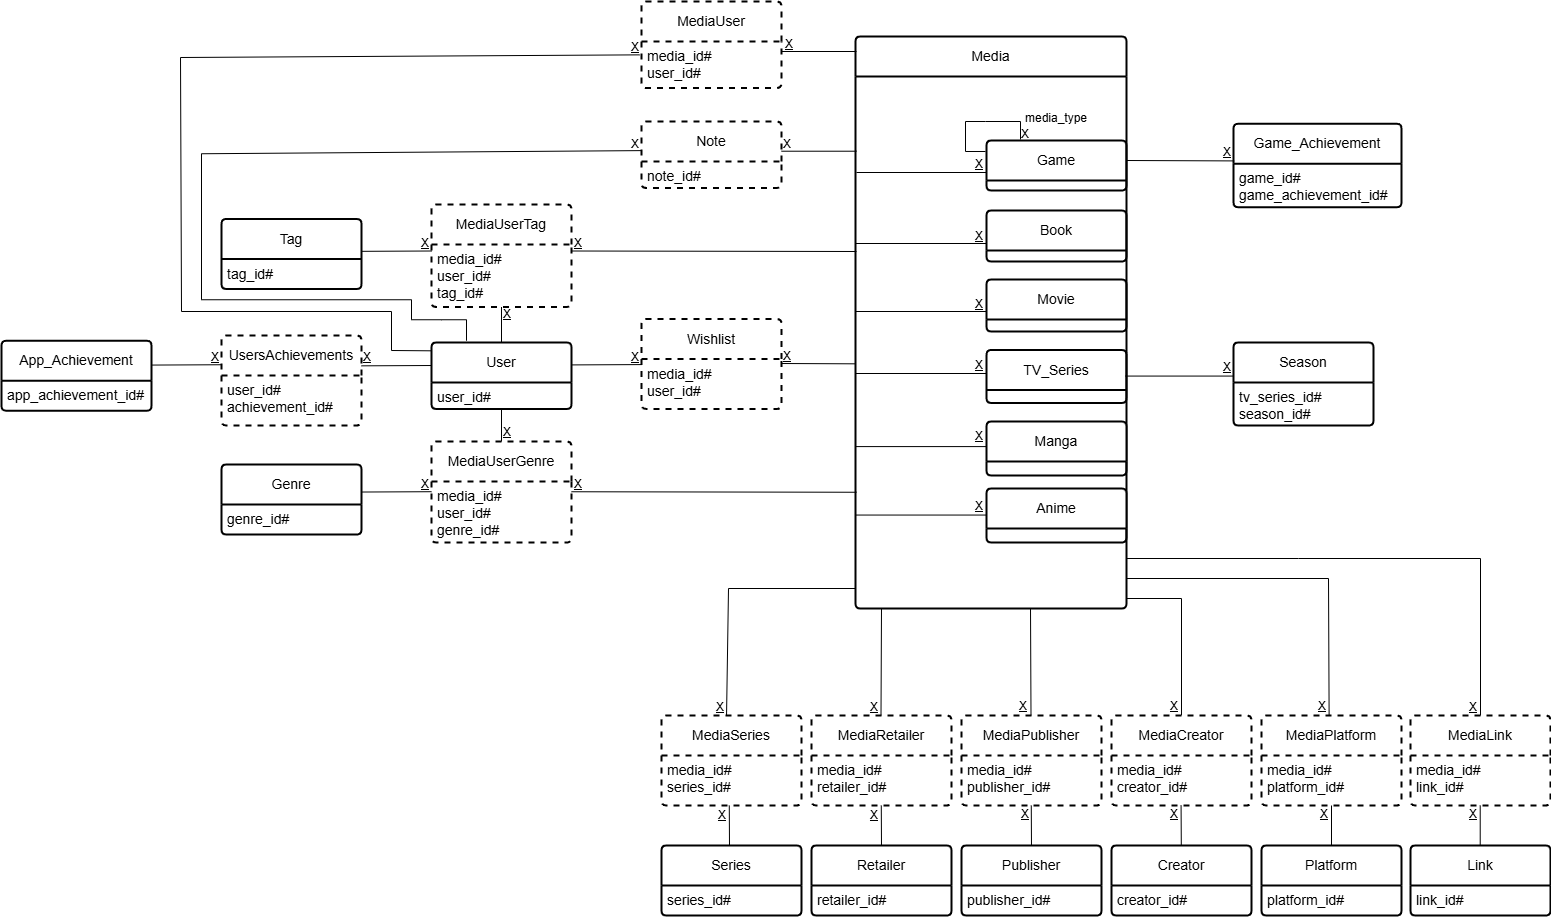 MediaUser
X
media_id#
user_id#
X
Media
media_type
X
Game
X
X
Game_Achievement
game_id#
game_achievement_id#
X
Note
note_id#
X
Tag
tag_id#
X
MediaUserTag
media_id#
user_id#
tag_id#
X
X
X
Book
X
Movie
App_Achievement
app_achievement_id#
X
UsersAchievements
user_id#
achievement_id#
X
User
user_id#
X
Wishlist
media_id#
user_id#
X
X
TV_Series
X
Season
tv_series_id#
season_id#
X
Genre
genre_id#
X
MediaUserGenre
media_id#
user_id#
genre_id#
X
X
Manga
X
Anime
X
MediaSeries
media_id#
series_id#
X
Series
series_id#
X
MediaRetailer
media_id#
retailer_id#
X
Retailer
retailer_id#
X
MediaPublisher
media_id#
publisher_id#
X
Publisher
publisher_id#
X
MediaCreator
media_id#
creator_id#
X
Creator
creator_id#
X
MediaPlatform
media_id#
platform_id#
X
Platform
platform_id#
X
MediaLink
media_id#
link_id#
X
Link
link_id#